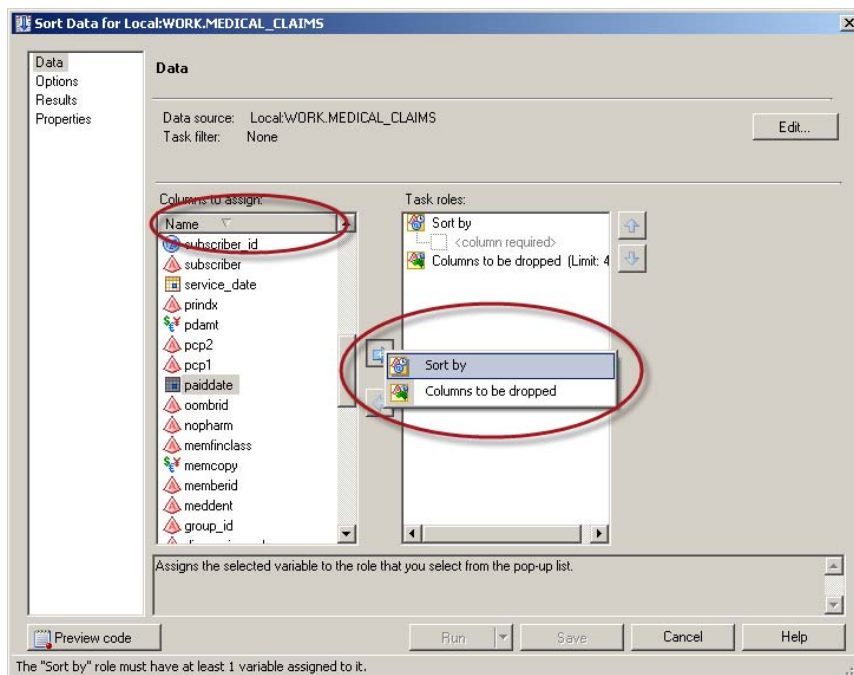 Sort Data for Local:WORK.MEDICAL_CLAIMS
Data
Options
Results
Properties
Data
Data source: Local:WORK.MEDICAL_CLAIMS
Task filter: None
Edit...
Columns to assign:
Name
subscriber_id
subscriber
service_date
prindx
pdamt
pcp2
pcp1
paiddate
oombrid
nopharm
memfinclass
memcopy
memberid
meddent
group_id
Task roles:
Sort by
<column required>
Columns to be dropped (Limit: 4
Sort by
Columns to be dropped
Assigns the selected variable to the role that you select from the pop-up list.
Preview code
Run
Save
Cancel
Help
The "Sort by" role must have at least 1 variable assigned to it.